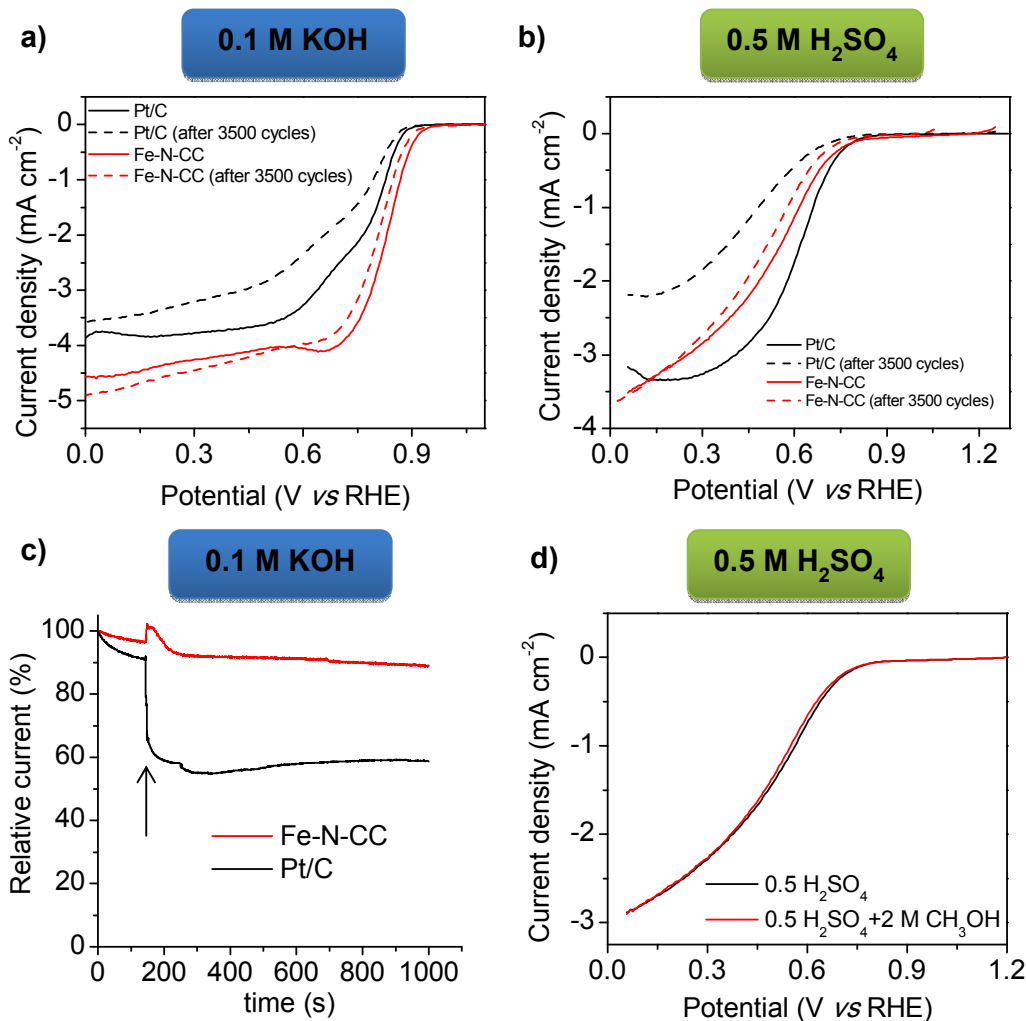 a)
0.1 M KOH
0
-1
-2
-3
-4
-5
0.0
0.3
0.6
0.9
Current density (mA cm-2)
Potential (V vs RHE)
Pt/C
Pt/C (after 3500 cycles)
Fe-N-CC
Fe-N-CC (after 3500 cycles)
b)
0.5 M H2SO4
0
-1
-2
-3
-4
0.0
0.3
0.6
0.9
1.2
Current density (mA cm-2)
Potential (V vs RHE)
Pt/C
Pt/C (after 3500 cycles)
Fe-N-CC
Fe-N-CC (after 3500 cycles)
c)
0.1 M KOH
100
80
60
40
20
0
0
200
400
600
800
1000
Relative current (%)
time (s)
Fe-N-CC
Pt/C
d)
0.5 M H2SO4
0
-1
-2
-3
0.0
0.3
0.6
0.9
1.2
Current density (mA cm-2)
Potential (V vs RHE)
0.5 H2SO4
0.5 H2SO4+2 M CH3OH